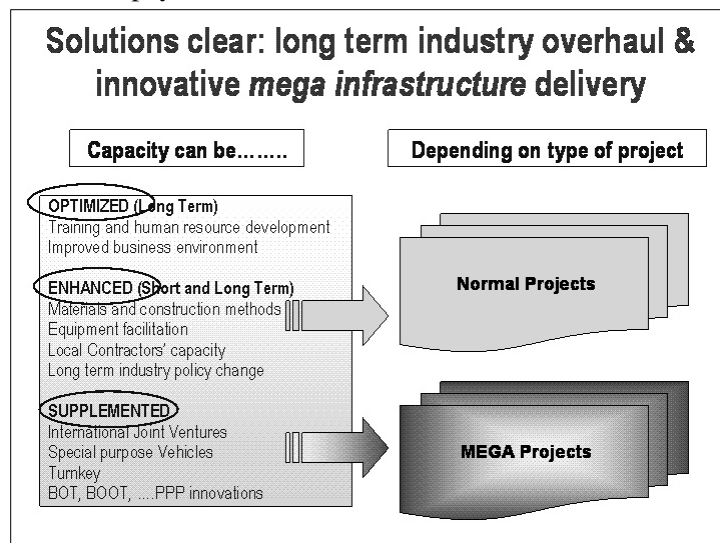 Solutions clear: long term industry overhaul &
innovative mega infrastructure delivery
Capacity can be........
Depending on type of project
OPTIMIZED (Long Term)
Training and human resource development
Improved business environment
ENHANCED (Short and Long Term)
Materials and construction methods
Equipment facilitation
Local Contractors' capacity
Long term industry policy change
SUPPLEMENTED
International Joint Ventures
Special purpose Vehicles
Turnkey
BOT, BOOT, ....PPP innovations
Normal Projects
MEGA Projects